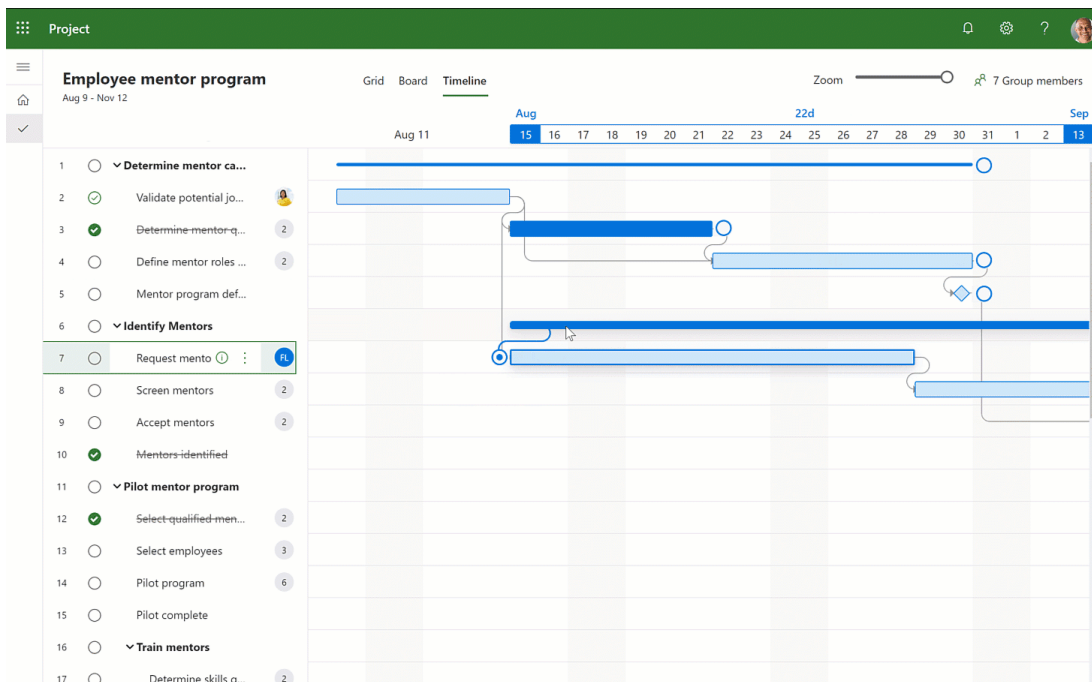 Project
?
Employee mentor program
Aug 9 - Nov 12
Grid Board Timeline
Zoom
7 Group members
Aug 22d Sep
Aug 11 15 16 17 18 19 20 21 22 23 24 25 26 27 28 29 30 31 1 2 13
1 Determine mentor ca...
2 Validate potential jo...
3 Determine mentor q... 2
4 Define mentor roles ... 2
5 Mentor program def...
6 Identify Mentors
7 Request mento FL
8 Screen mentors 2
9 Accept mentors 2
10 Mentors identified
11 Pilot mentor program
12 Select qualified men... 2
13 Select employees 3
14 Pilot program 6
15 Pilot complete
16 Train mentors
17 Determine skills q... 2